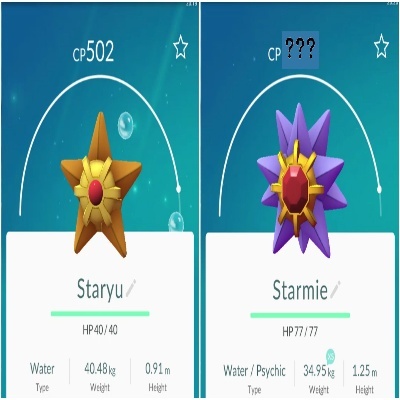 CP502
Staryu
HP 40 / 40
Water
Type
40.48 kg
Weight
0.91 m
Height
CP ???
Starmie
HP 77 / 77
XS
Water / Psychic
Type
34.95 kg
Weight
1.25 m
Height